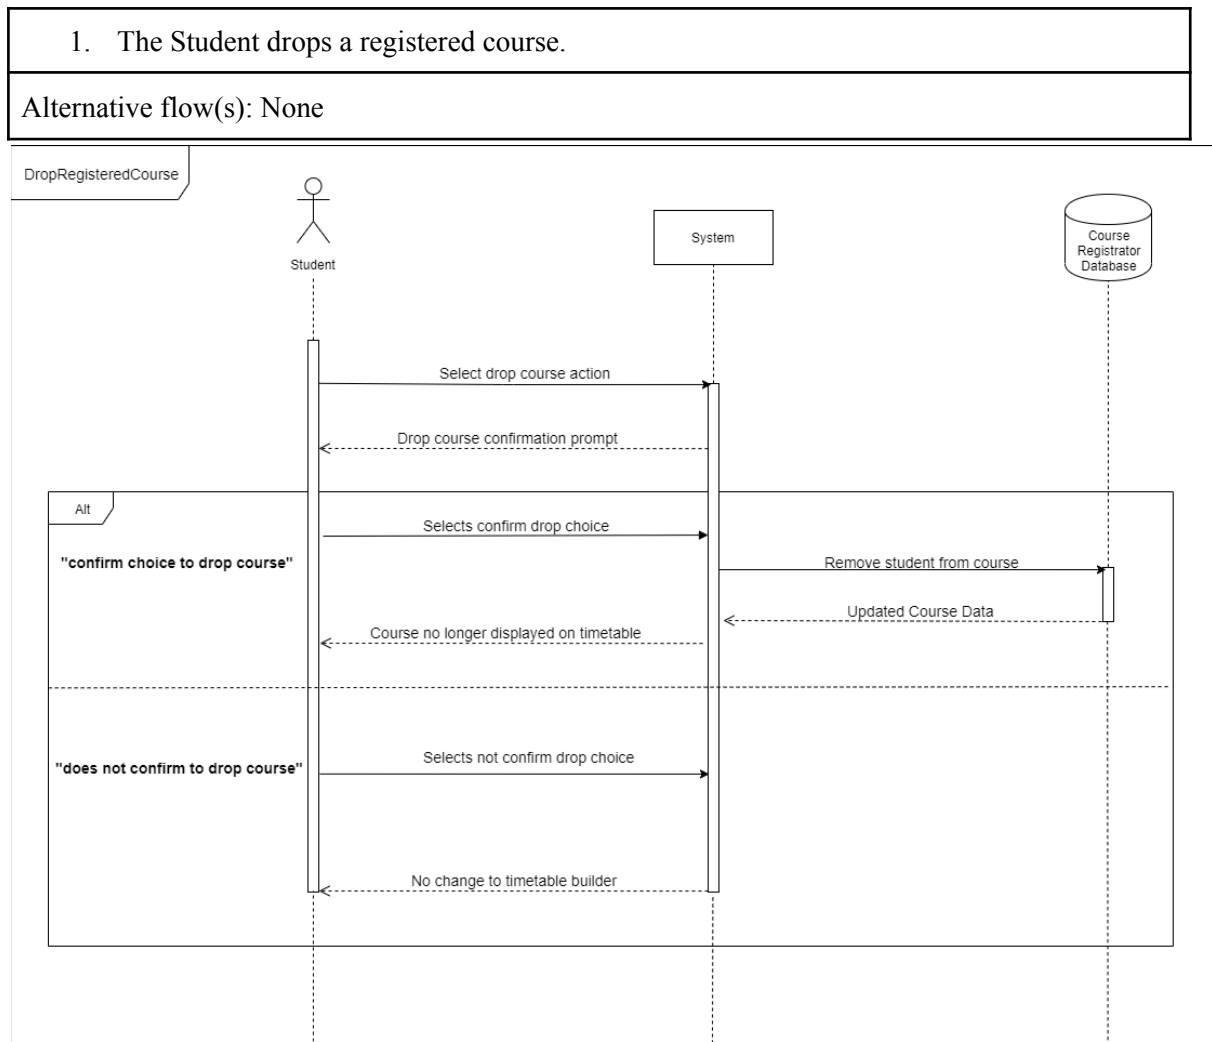 1. The Student drops a registered course.
Alternative flow(s): None
DropRegisteredCourse
Student
System
Course
Registrator
Database
Select drop course action
Drop course confirmation prompt
Alt
Selects confirm drop choice
"confirm choice to drop course"
Remove student from course
Updated Course Data
Course no longer displayed on timetable
Selects not confirm drop choice
"does not confirm to drop course"
No change to timetable builder